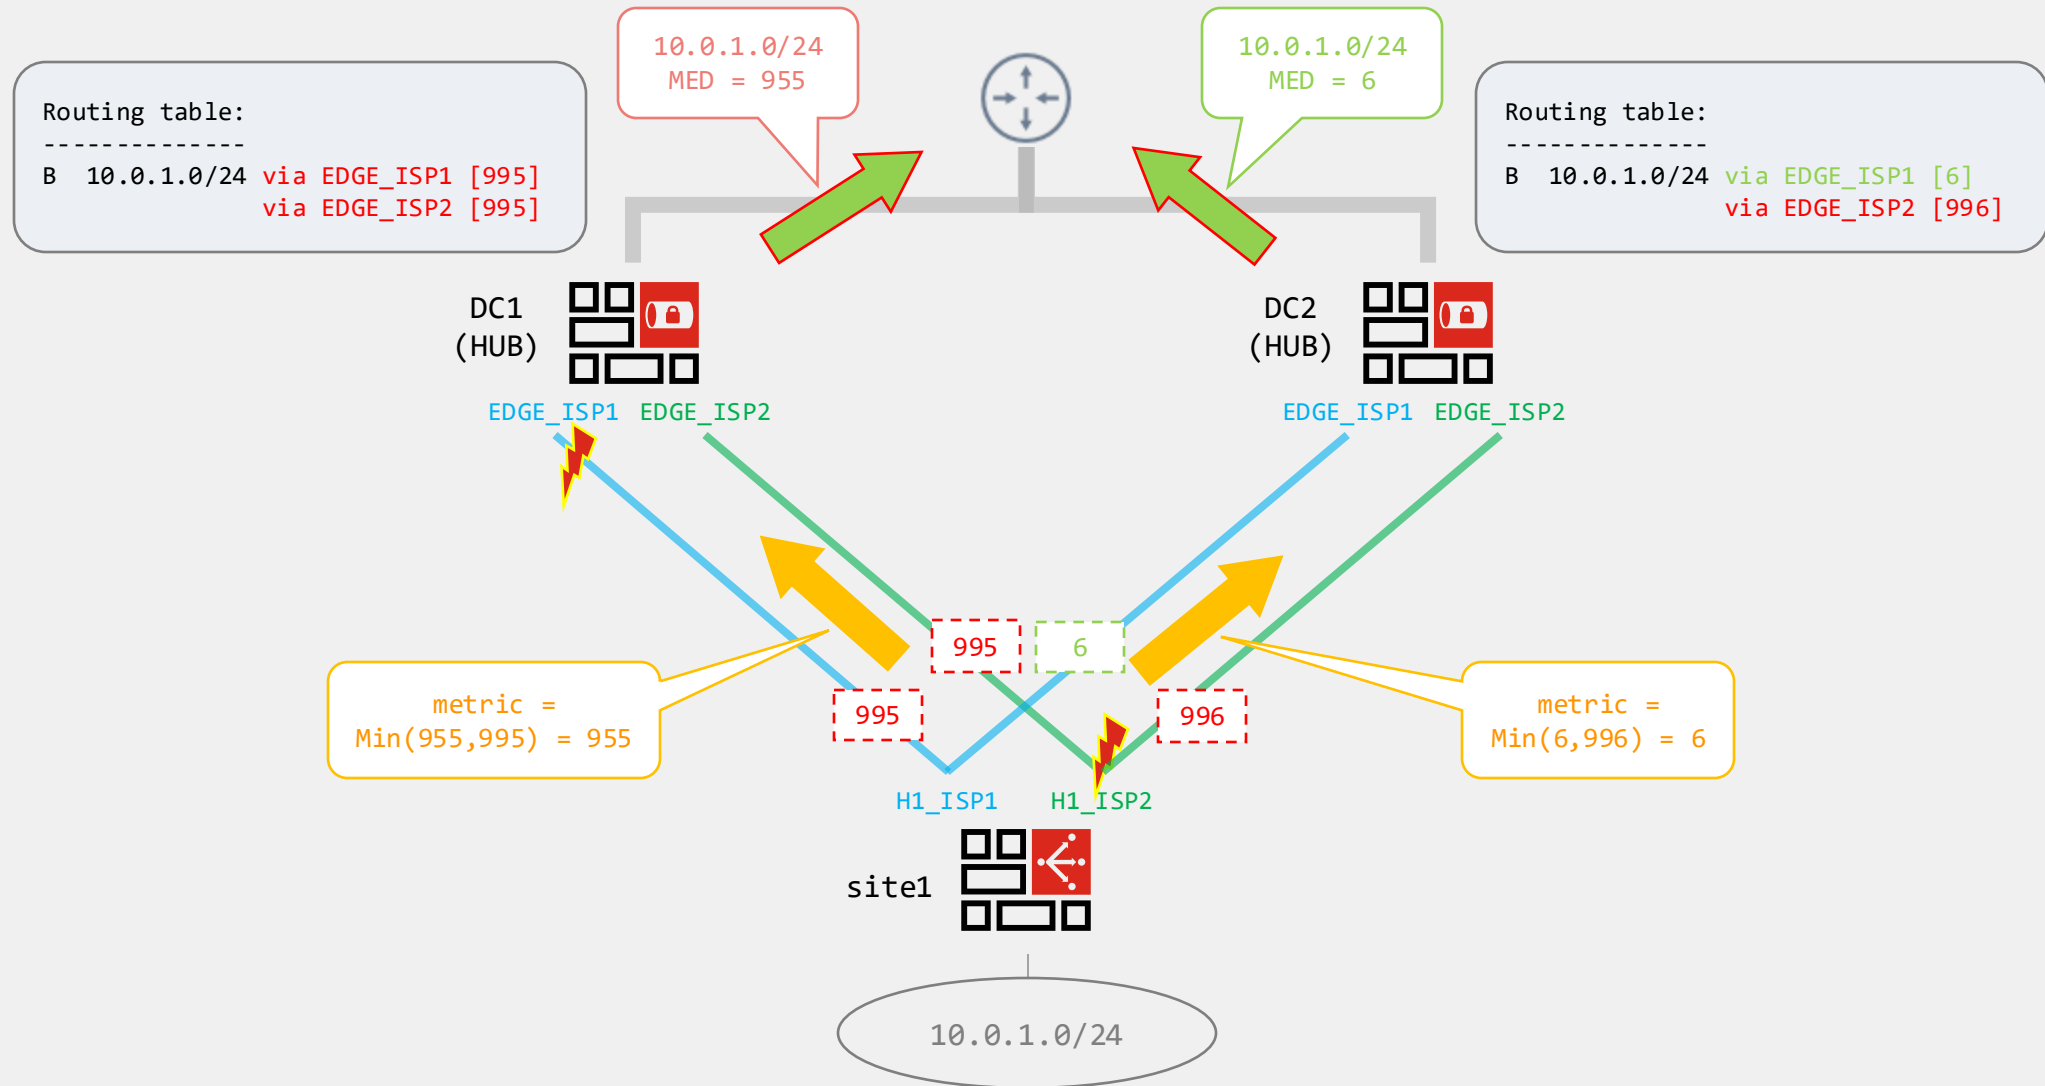 10.0.1.0/24
MED = 955
10.0.1.0/24
MED = 6
Routing table:
--------------
B  10.0.1.0/24 via EDGE_ISP1 [995]
via EDGE_ISP2 [995]
Routing table:
--------------
B  10.0.1.0/24 via EDGE_ISP1 [6]
via EDGE_ISP2 [996]
DC1
(HUB)
DC2
(HUB)
EDGE_ISP1 EDGE_ISP2
EDGE_ISP1 EDGE_ISP2
995
6
995
996
metric =
Min(955,995) = 955
metric =
Min(6,996) = 6
H1_ISP1
H1_ISP2
site1
10.0.1.0/24